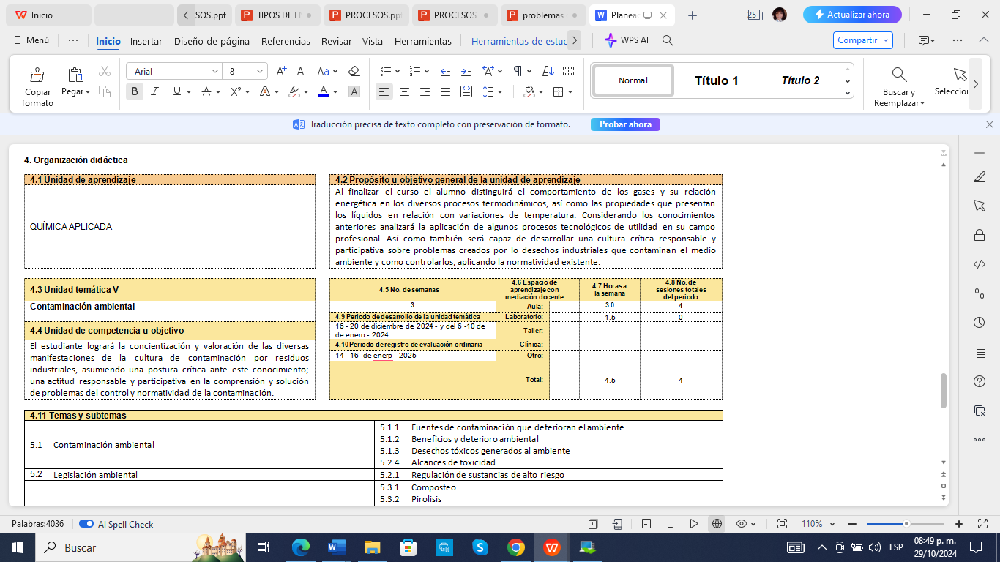 Inicio
SOS.ppt
TIPOS DE EI
PROCESOS.pp
PROCESOS
problemas
Planea
25
Actualizar ahora
Menú
Inicio
Insertar
Diseño de página
Referencias
Revisar
Vista
Herramientas
Herramientas de estuc
WPS AI
Compartir
Copiar
formato
Pegar
Arial
8
Normal
Título 1
Título 2
Buscar y
Reemplazar
Seleccion
Traducción precisa de texto completo con preservación de formato.
Probar ahora
4. Organización didáctica
4.1 Unidad de aprendizaje
QUÍMICA APLICADA
4.2 Propósito u objetivo general de la unidad de aprendizaje
Al finalizar el curso el alumno distinguirá el comportamiento de los gases y su relación
energética en los diversos procesos termodinámicos, así como las propiedades que presentan
los líquidos en relación con variaciones de temperatura. Considerando los conocimientos
anteriores analizará la aplicación de algunos procesos tecnológicos de utilidad en su campo
profesional. Así como también será capaz de desarrollar una cultura crítica responsable y
participativa sobre problemas creados por lo desechos industriales que contaminan el medio
ambiente y como controlarlos, aplicando la normatividad existente.
4.3 Unidad temática V
Contaminación ambiental
4.4 Unidad de competencia u objetivo
El estudiante logrará la concientización y valoración de las diversas
manifestaciones de la cultura de contaminación por residuos
industriales, asumiendo una postura crítica ante este conocimiento;
una actitud responsable y participativa en la comprensión y solución
de problemas del control y normatividad de la contaminación.
4.5 No. de semanas
4.6 Espacio de
aprendizaje con
mediación docente
4.7 Horas a
la semana
4.8 No. de
sesiones totales
del periodo
3
Aula:
3.0
4
4.9 Periodo de desarrollo de la unidad temática
Laboratorio:
1.5
0
16 - 20 de diciembre de 2024 - y del 6 -10 de
de enero - 2024
Taller:
4.10 Periodo de registro de evaluación ordinaria
Clínica:
14 - 16 de enerp - 2025
Otro:
Total:
4.5
4
4.11 Temas y subtemas
5.1
Contaminación ambiental
5.1.1 Fuentes de contaminación que deterioran el ambiente.
5.1.2 Beneficios y deterioro ambiental
5.1.3 Desechos tóxicos generados al ambiente
5.2.4 Alcances de toxicidad
5.2
Legislación ambiental
5.2.1 Regulación de sustancias de alto riesgo
5.3.1 Composteo
5.3.2 Pirolisis
Palabras:4036
AI Spell Check
110%
Buscar
ESP
08:49 p. m.
29/10/2024